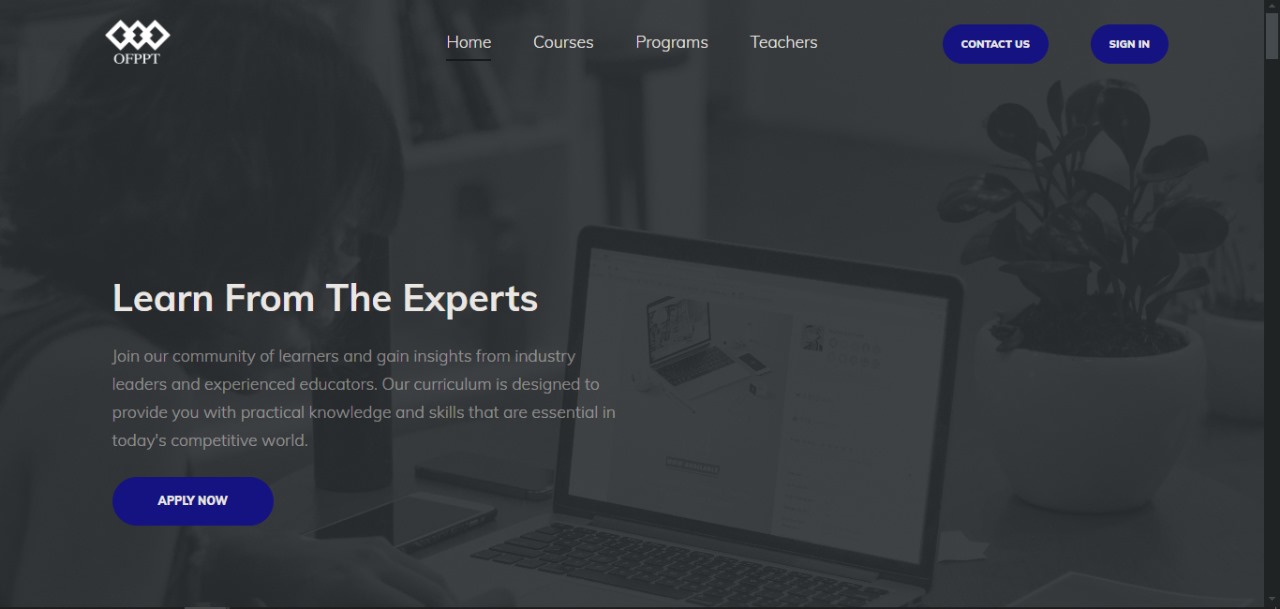 OFPPT
Home
Courses
Programs
Teachers
CONTACT US
SIGN IN
Learn From The Experts
Join our community of learners and gain insights from industry
leaders and experienced educators. Our curriculum is designed to
provide you with practical knowledge and skills that are essential in
today's competitive world.
APPLY NOW